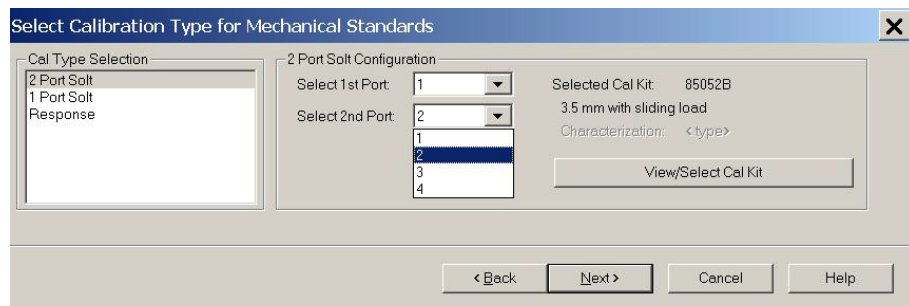 Select Calibration Type for Mechanical Standards
Cal Type Selection
2 Port Solt
1 Port Solt
Response
2 Port Solt Configuration
Select 1st Port: 1
Select 2nd Port: 2
1
2
3
4
Selected Cal Kit: 85052B
3.5 mm with sliding load
Characterization: <type>
View/Select Cal Kit
<Back
Next>
Cancel
Help